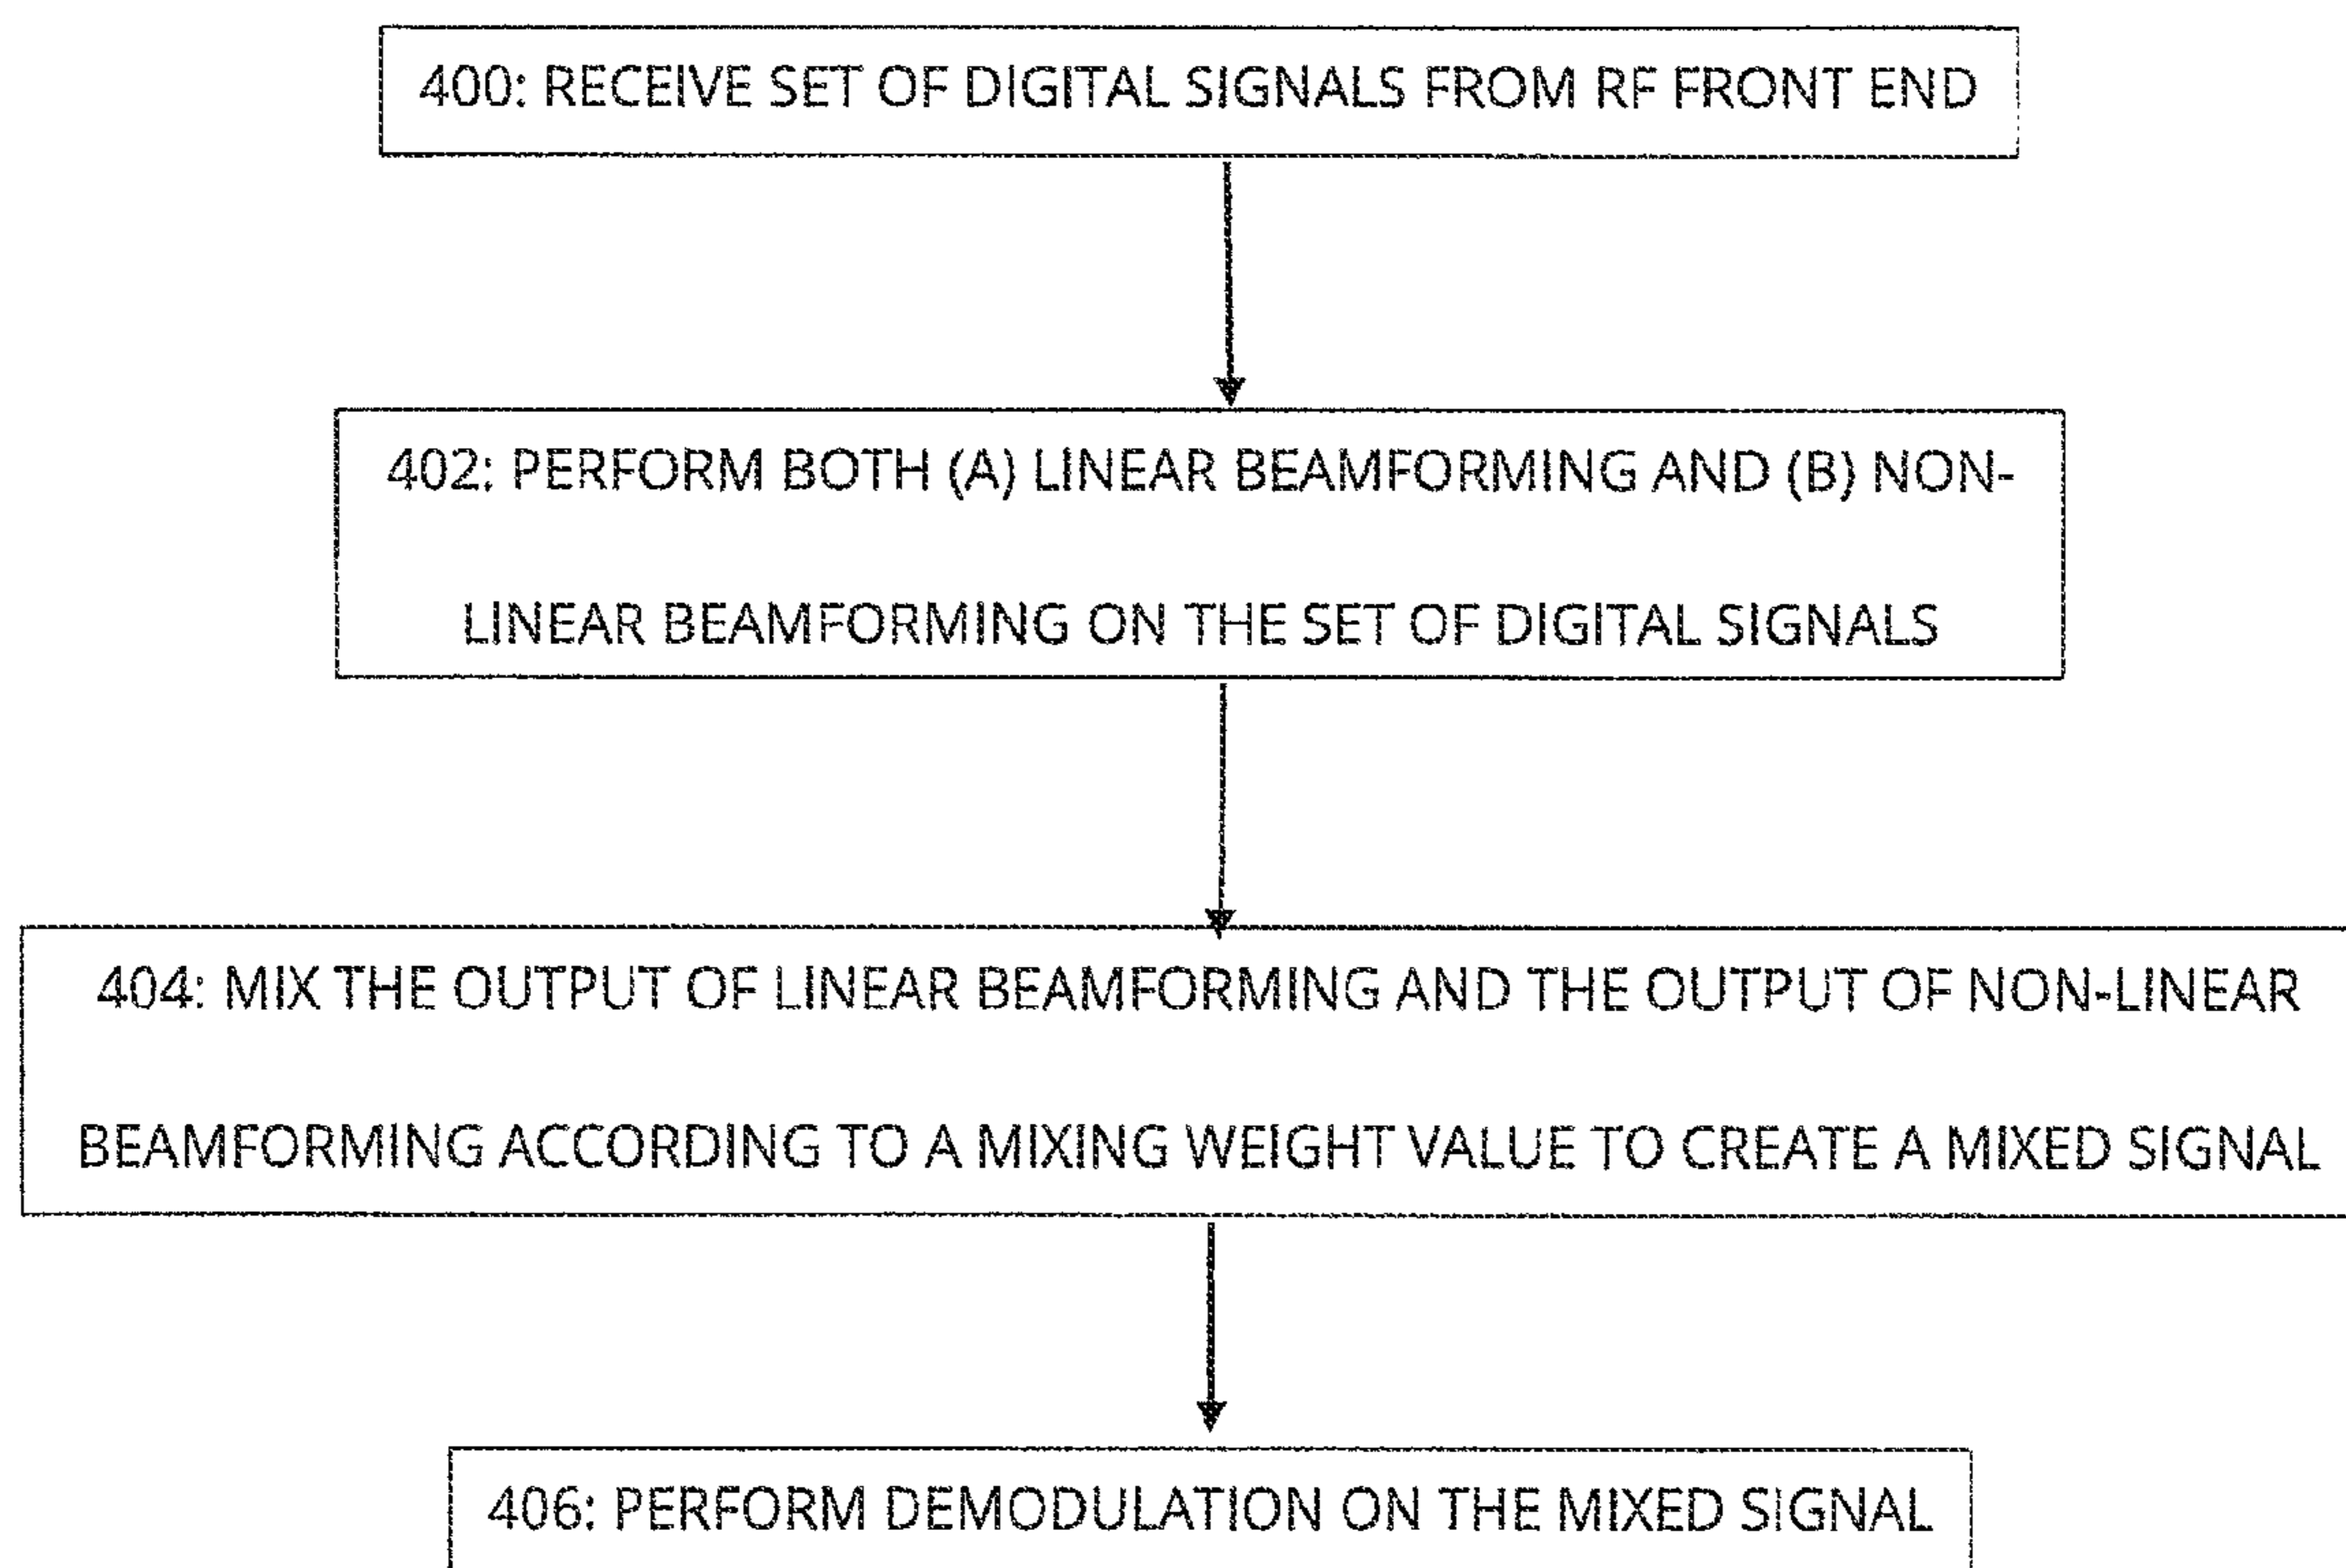 400: RECEIVE SET OF DIGITAL SIGNALS FROM RF FRONT END
402: PERFORM BOTH (A) LINEAR BEAMFORMING AND (B) NON-
LINEAR BEAMFORMING ON THE SET OF DIGITAL SIGNALS
404: MIX THE OUTPUT OF LINEAR BEAMFORMING AND THE OUTPUT OF NON-LINEAR
BEAMFORMING ACCORDING TO A MIXING WEIGHT VALUE TO CREATE A MIXED SIGNAL
406: PERFORM DEMODULATION ON THE MIXED SIGNAL